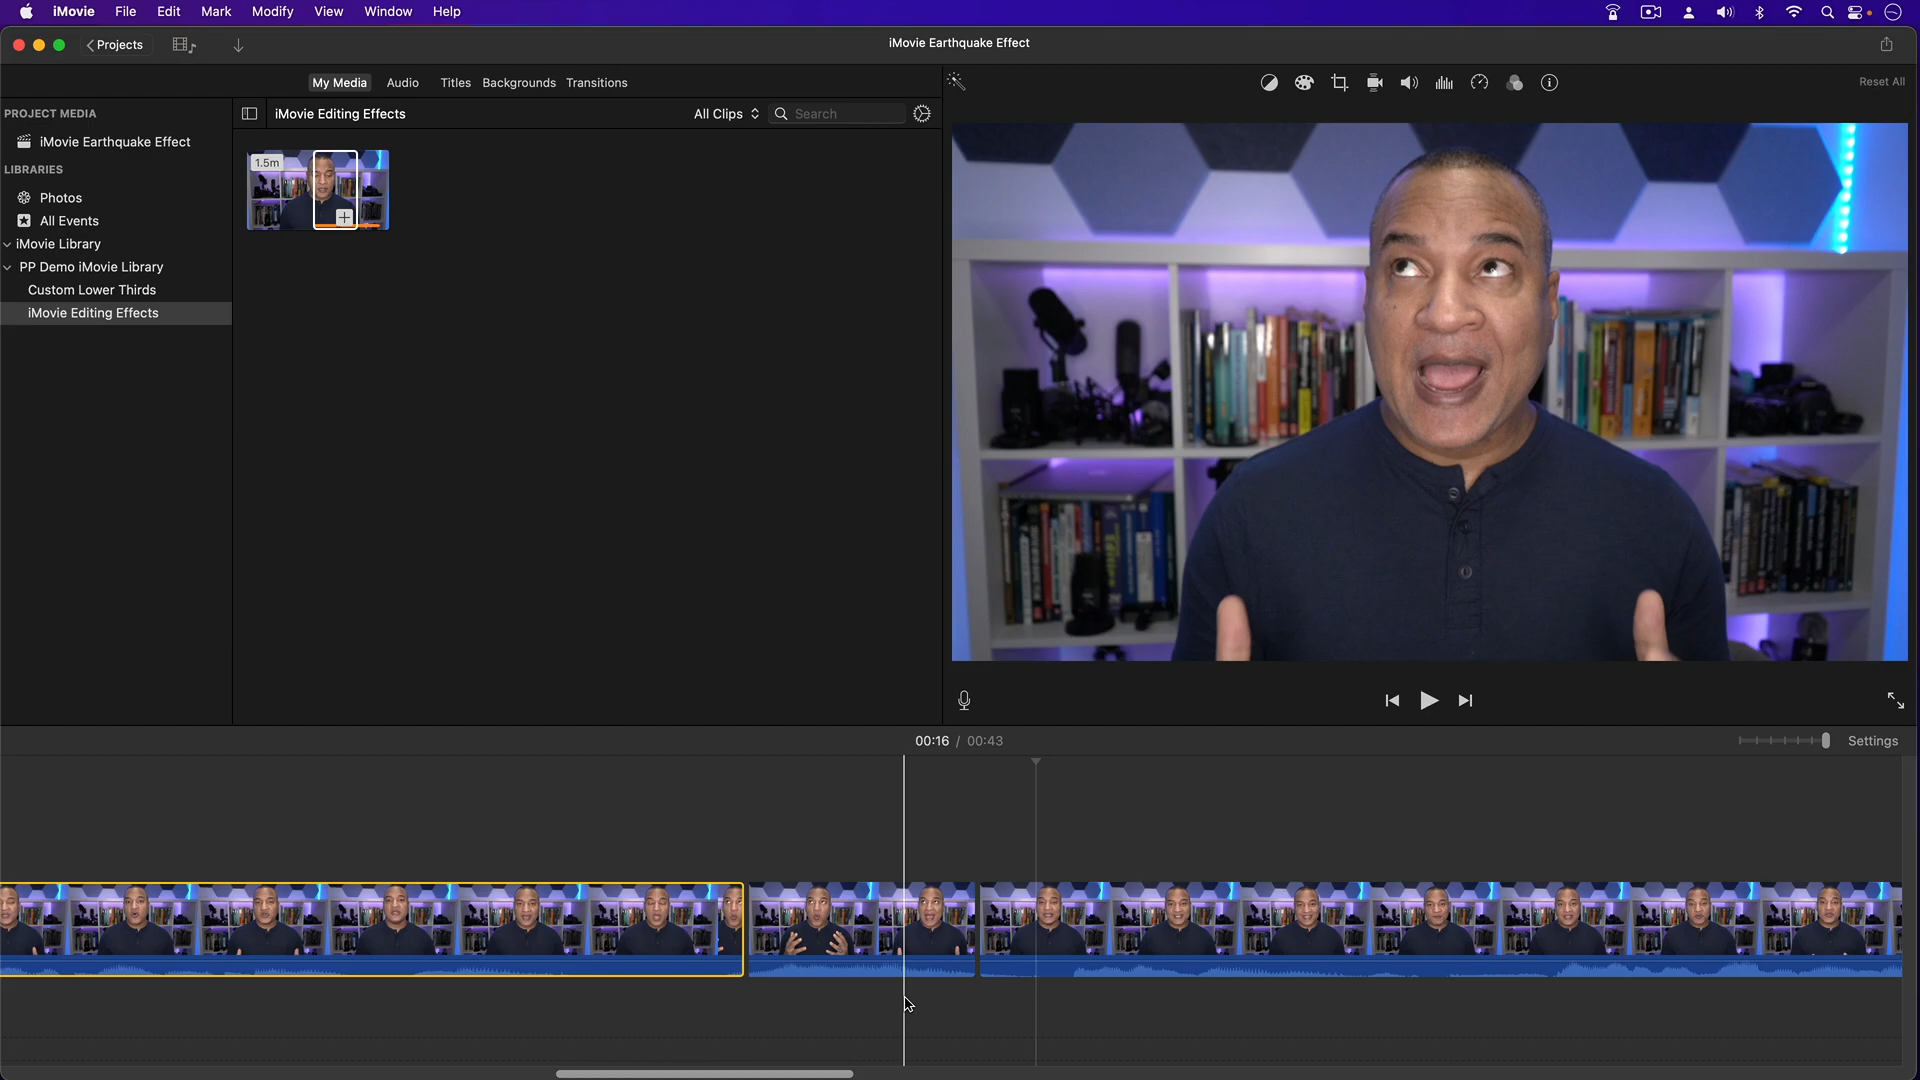 iMovie File Edit Mark Modify View Window Help
Projects
iMovie Earthquake Effect
My Media Audio Titles Backgrounds Transitions
Reset All
PROJECT MEDIA
iMovie Editing Effects
All Clips
Search
iMovie Earthquake Effect
1.5m
LIBRARIES
Photos
All Events
iMovie Library
PP Demo iMovie Library
Custom Lower Thirds
iMovie Editing Effects
00:16 / 00:43
Settings